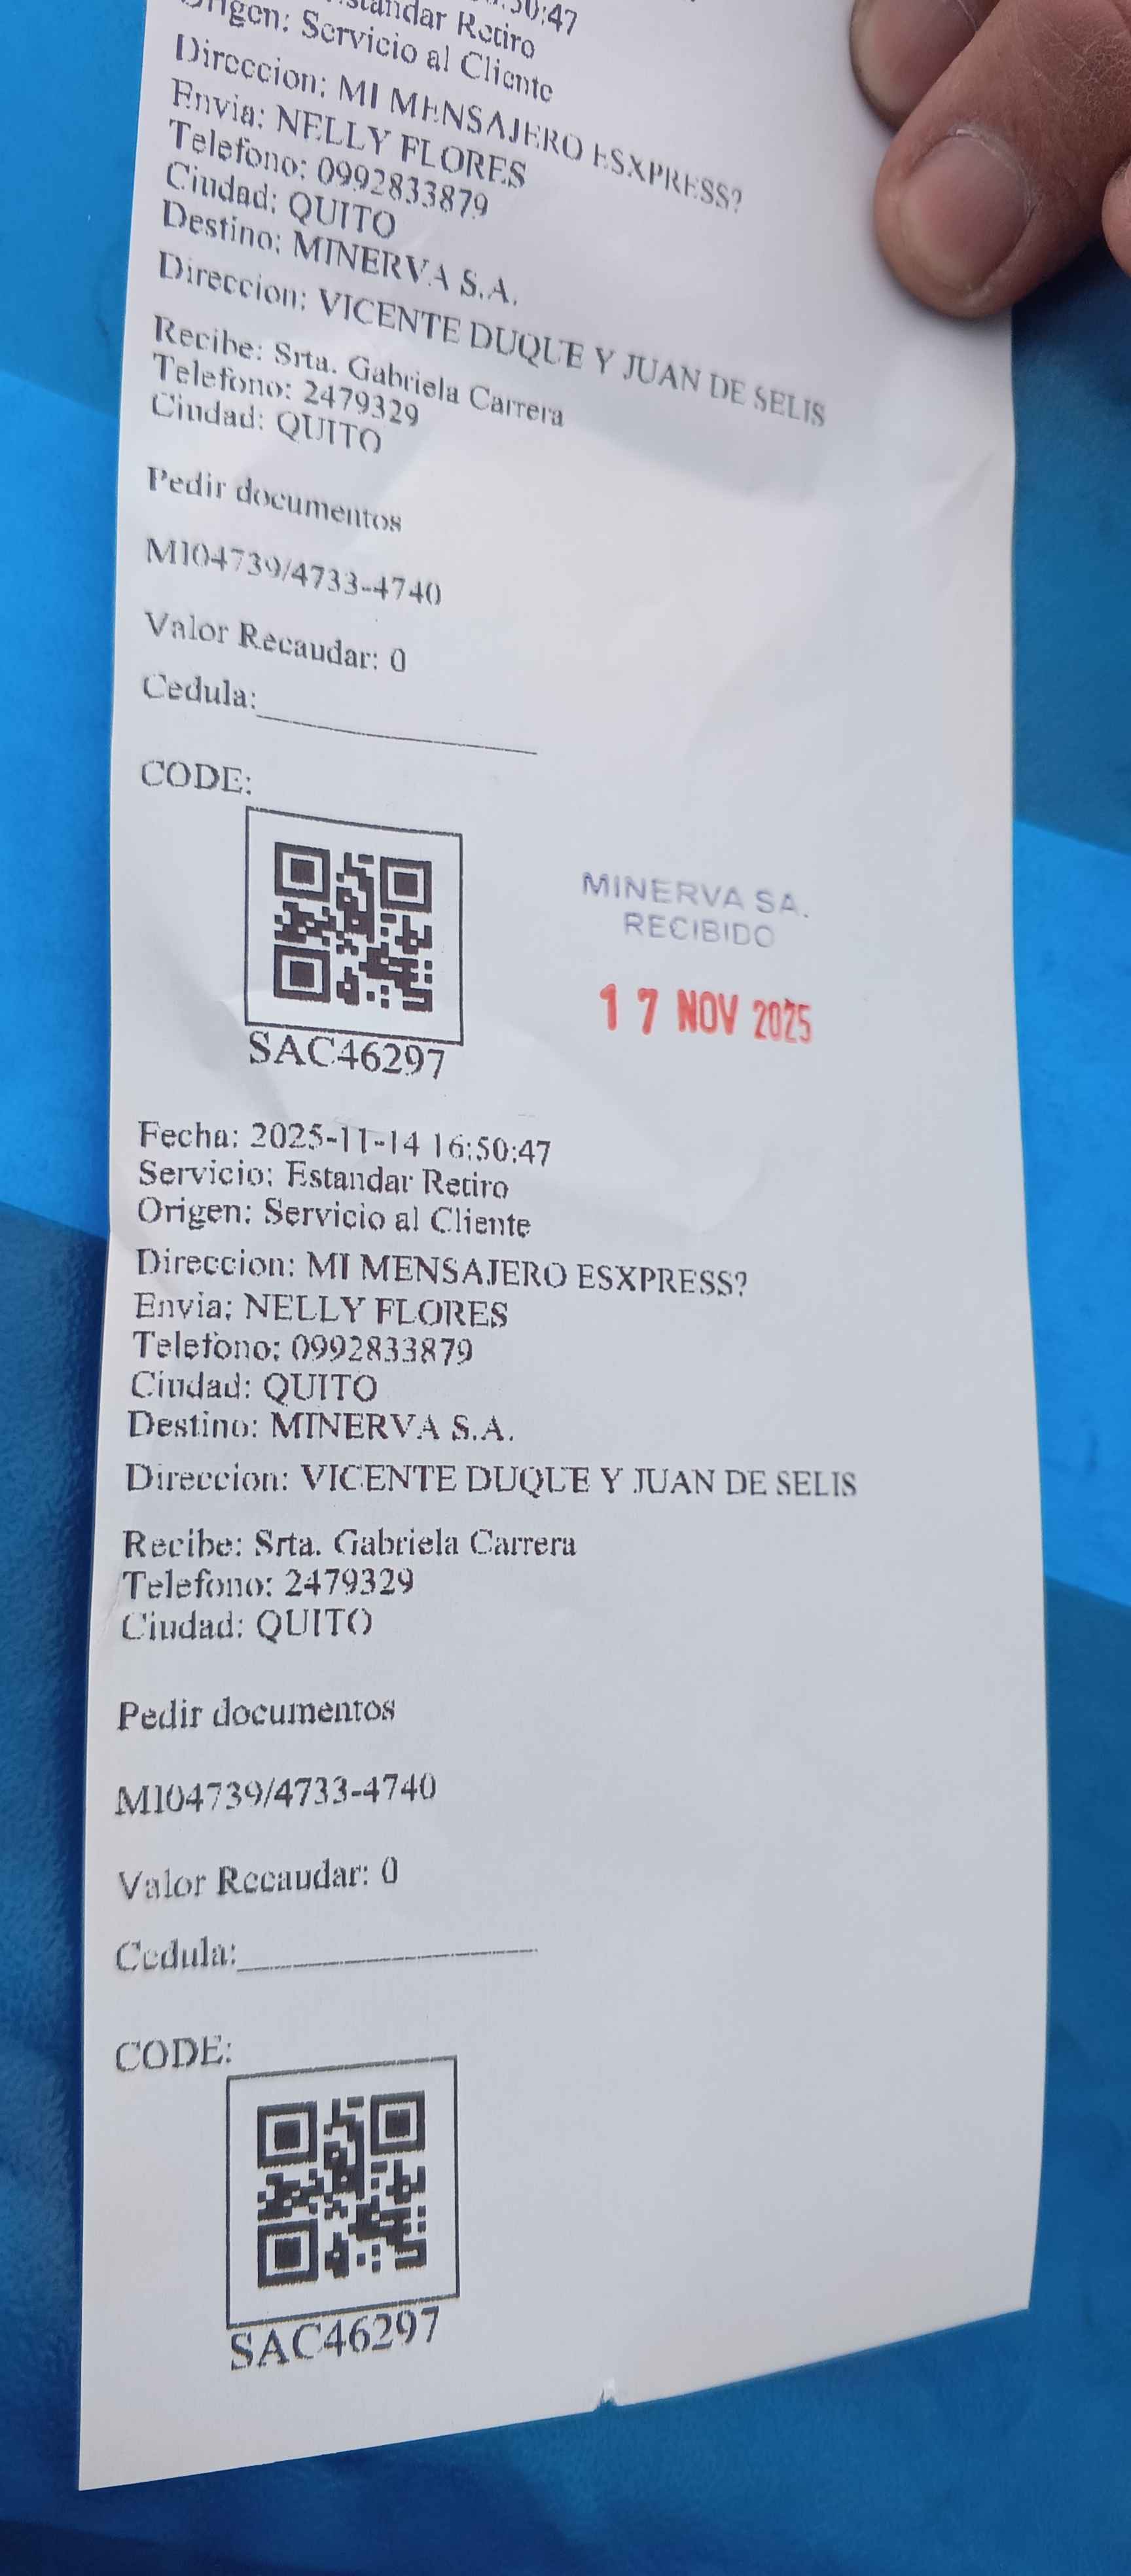 :50:47
Estandar Retiro
Origen: Servicio al Cliente
Direccion: MI MENSAJERO ESXPRESS?
Envia: NELLY FLORES
Telefono: 0992833879
Ciudad: QUITO
Destino: MINERVA S.A.
Direccion: VICENTE DUQUE Y JUAN DE SELIS
Recibe: Srta. Gabriela Carrera
Telefono: 2479329
Ciudad: QUITO
Pedir documentos
M104739/4733-4740
Valor Recaudar: 0
Cedula:
CODE:
MINERVA SA.
RECIBIDO
17 NOV 2025
SAC46297
Fecha: 2025-11-14 16:50:47
Servicio: Estandar Retiro
Origen: Servicio al Cliente
Direccion: MI MENSAJERO ESXPRESS?
Envia: NELLY FLORES
Telefono: 0992833879
Ciudad: QUITO
Destino: MINERVA S.A.
Direccion: VICENTE DUQUE Y JUAN DE SELIS
Recibe: Srta. Gabriela Carrera
Telefono: 2479329
Ciudad: QUITO
Pedir documentos
M104739/4733-4740
Valor Recaudar: 0
Cedula:
CODE:
SAC46297